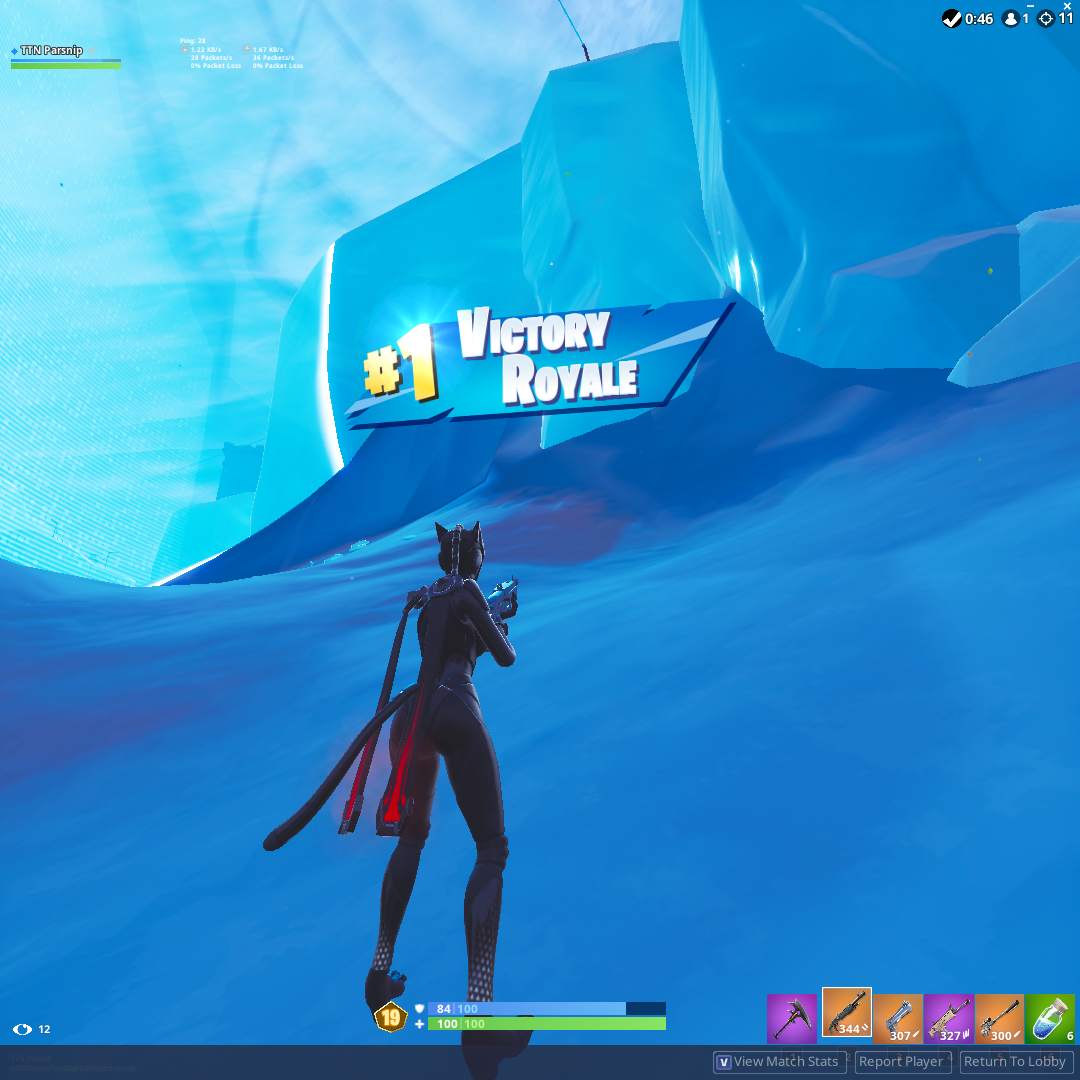 0:46 1 11
TTN Parsnip
Ping: 28
1.22 KB/s 1.67 KB/s
28 Packets/s 36 Packets/s
0% Packet Loss 0% Packet Loss
#1 VICTORY
ROYALE
19
84 | 100
100 | 100
12
344 307 327 300 6
V View Match Stats Report Player Return To Lobby